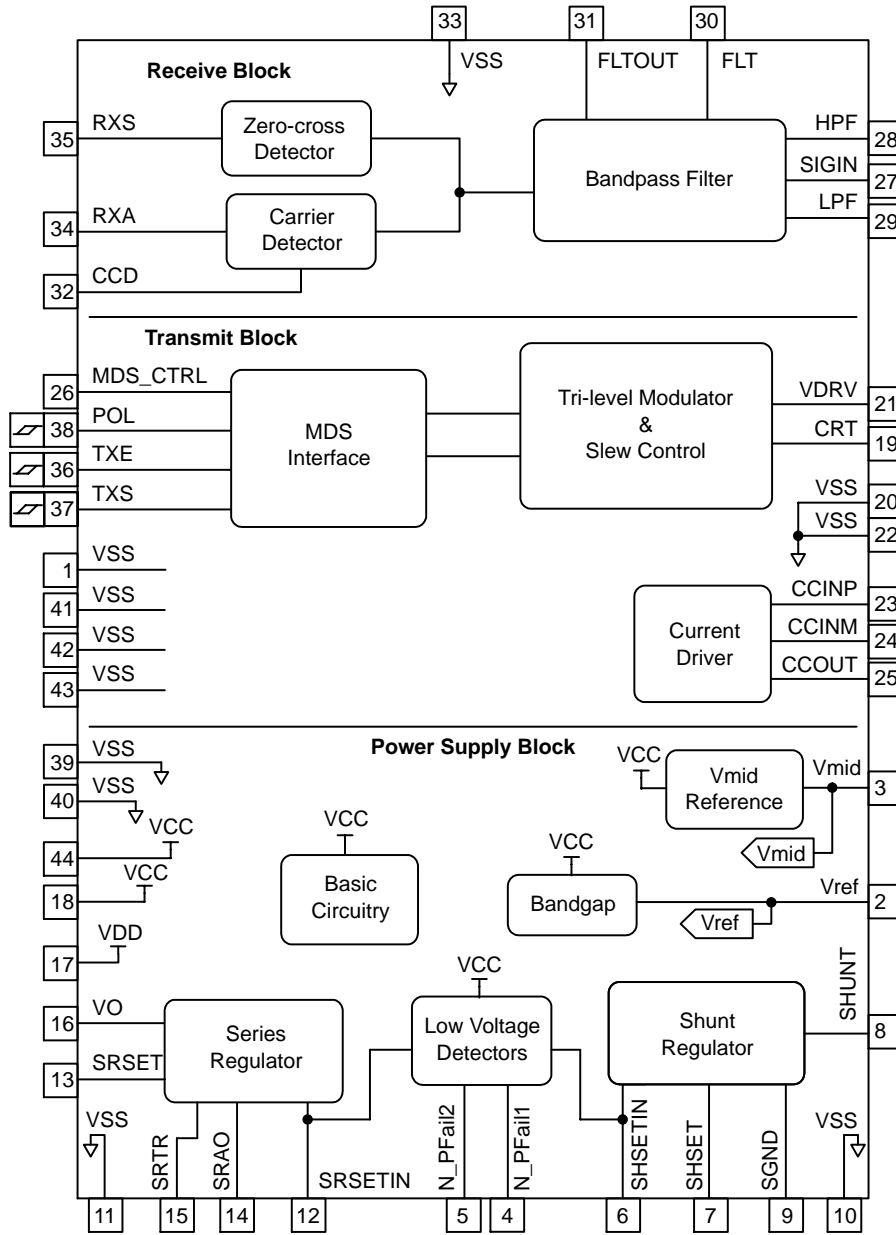 33
31
30
VSS
FLTOUT
FLT
Receive Block
35
RXS
Zero-cross
Detector
34
RXA
Carrier
Detector
32
CCD
Bandpass Filter
HPF
28
SIGIN
27
LPF
29
Transmit Block
26
MDS_CTRL
38
POL
36
TXE
37
TXS
MDS
Interface
Tri-level Modulator
&
Slew Control
VDRV
21
CRT
19
VSS
20
VSS
22
1
VSS
41
VSS
42
VSS
43
VSS
Current
Driver
CCINP
23
CCINM
24
CCOUT
25
Power Supply Block
39
VSS
40
VSS
44
VCC
18
VCC
17
VDD
VCC
Basic
Circuitry
VCC
Vmid
Reference
Vmid
3
Vmid
VCC
Bandgap
Vref
2
Vref
16
VO
13
SRSET
Series
Regulator
VCC
Low Voltage
Detectors
Shunt
Regulator
SHUNT
8
VSS
SRTR
SRAO
SRSETIN
N_PFail2
N_PFail1
SHSETIN
SHSET
SGND
VSS
11
15
14
12
5
4
6
7
9
10